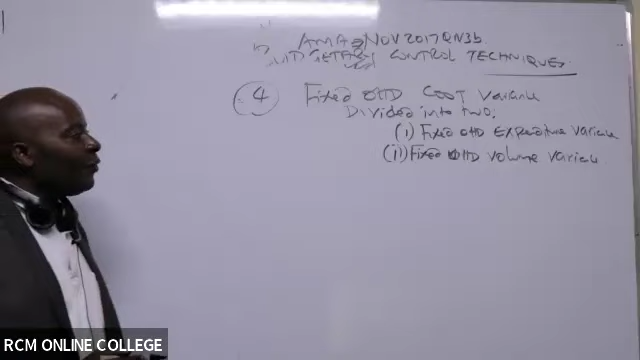 AMA NOV 2017 QN3b
BUDGETARY CONTROL TECHNIQUES.
4 Fixed OHD COST Variance
Divided into two;
(i) Fixed OHD Expenditure Variance
(ii) Fixed OHD volume variance
RCM ONLINE COLLEGE